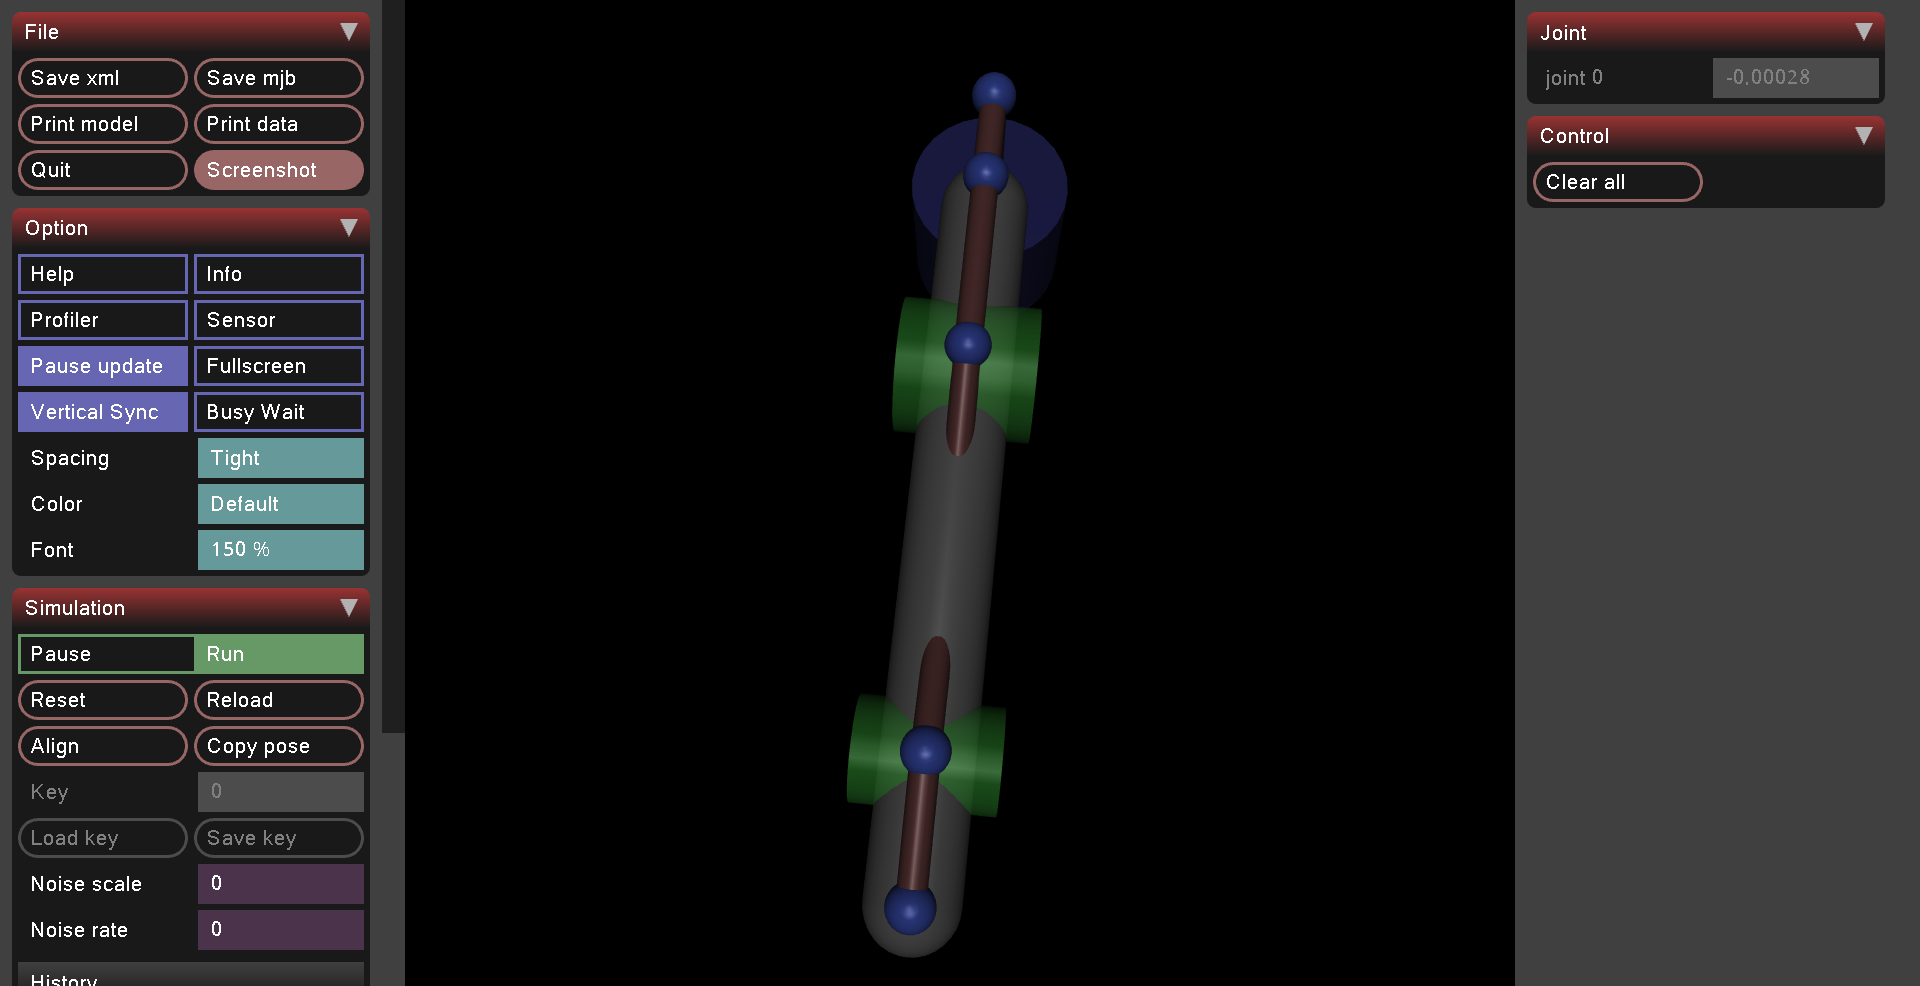 File
Save xml Save mjb
Print model Print data
Quit Screenshot
Option
Help Info
Profiler Sensor
Pause update Fullscreen
Vertical Sync Busy Wait
Spacing Tight
Color Default
Font 150 %
Simulation
Pause Run
Reset Reload
Align Copy pose
Key 0
Load key Save key
Noise scale 0
Noise rate 0
History
Joint
joint 0 -0.00028
Control
Clear all